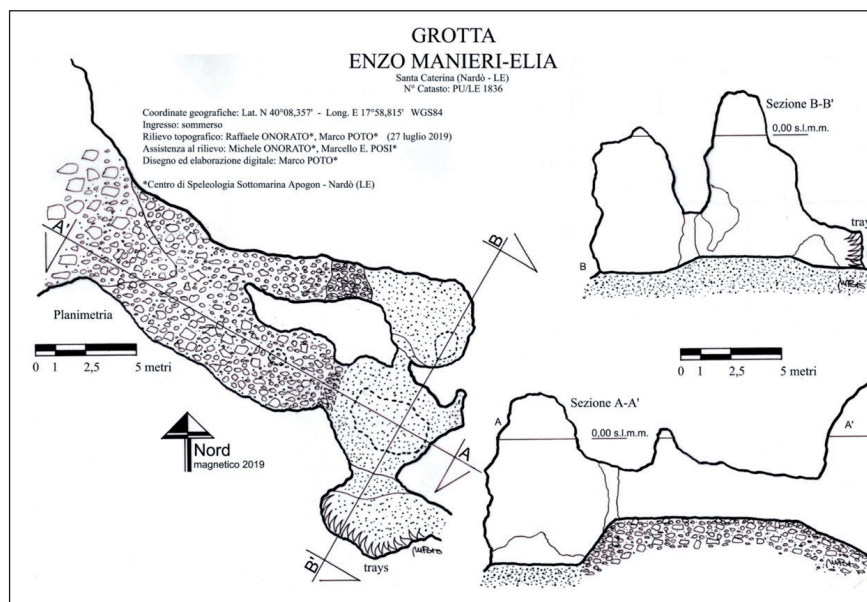 GROTTA
ENZO MANIERI-ELIA
Santa Caterina (Nardò - LE)
N° Catasto: PU/LE 1836
Coordinate geografiche: Lat. N 40°08,357' - Long. E 17°58,815' WGS84
Ingresso: sommerso
Rilievo topografico: Raffaele ONORATO*, Marco POTO* (27 luglio 2019)
Assistenza al rilievo: Michele ONORATO*, Marcello E. POSI*
Disegno ed elaborazione digitale: Marco POTO*
*Centro di Speleologia Sottomarina Apogon - Nardò (LE)
A'
B
Planimetria
0 1 2,5 5 metri
Nord
magnetico 2019
A
B'
trays
Sezione B-B'
0,00 s.l.m.m.
trays
B
0 1 2,5 5 metri
Sezione A-A'
A
0,00 s.l.m.m.
A'